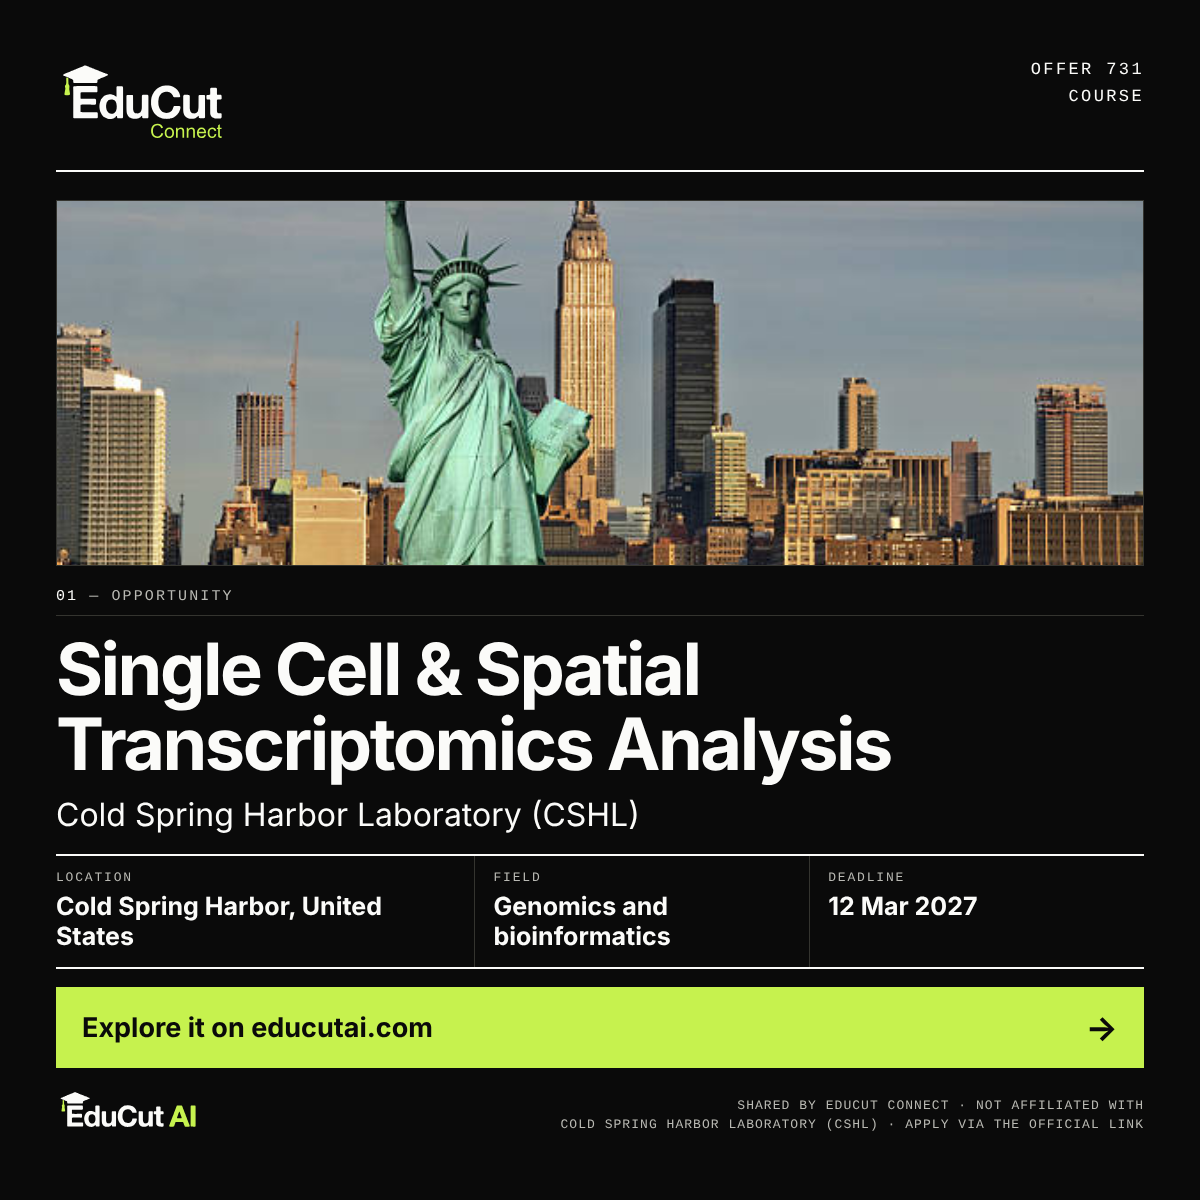 EduCut
Connect
OFFER 731
COURSE
01 — OPPORTUNITY
Single Cell & Spatial
Transcriptomics Analysis
Cold Spring Harbor Laboratory (CSHL)
LOCATION
Cold Spring Harbor, United
States
FIELD
Genomics and
bioinformatics
DEADLINE
12 Mar 2027
Explore it on educutai.com →
EduCut AI
SHARED BY EDUCUT CONNECT · NOT AFFILIATED WITH
COLD SPRING HARBOR LABORATORY (CSHL) · APPLY VIA THE OFFICIAL LINK